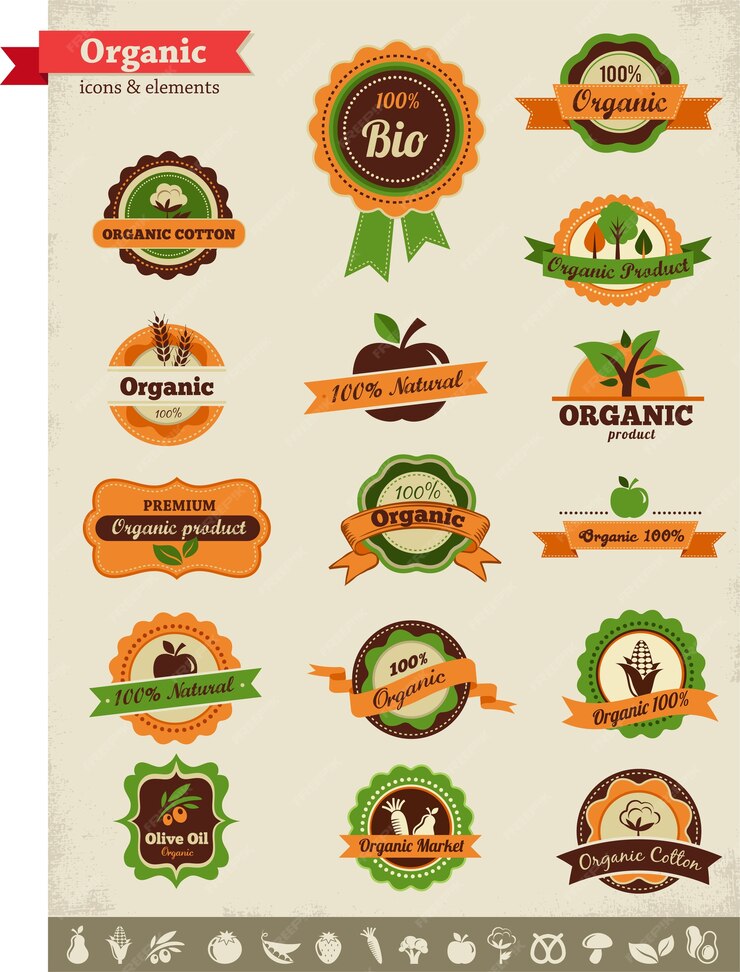 Organic
icons & elements
100%
Bio
100%
Organic
ORGANIC COTTON
Organic Product
Organic
100%
100% Natural
ORGANIC
product
PREMIUM
Organic product
100%
Organic
Organic 100%
100% Natural
100%
Organic
Organic 100%
Olive Oil
Organic
Organic Market
Organic Cotton